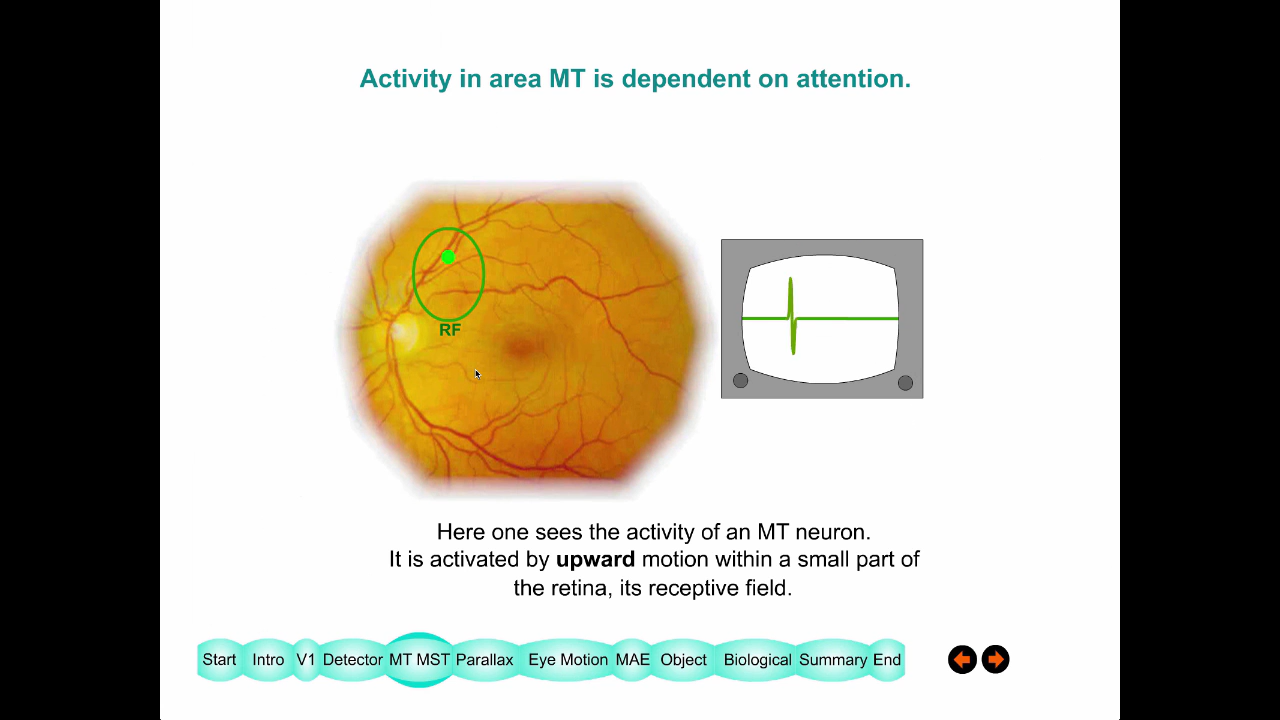 Activity in area MT is dependent on attention.
RF
Here one sees the activity of an MT neuron.
It is activated by upward motion within a small part of
the retina, its receptive field.
Start Intro V1 Detector MT MST Parallax Eye Motion MAE Object Biological Summary End